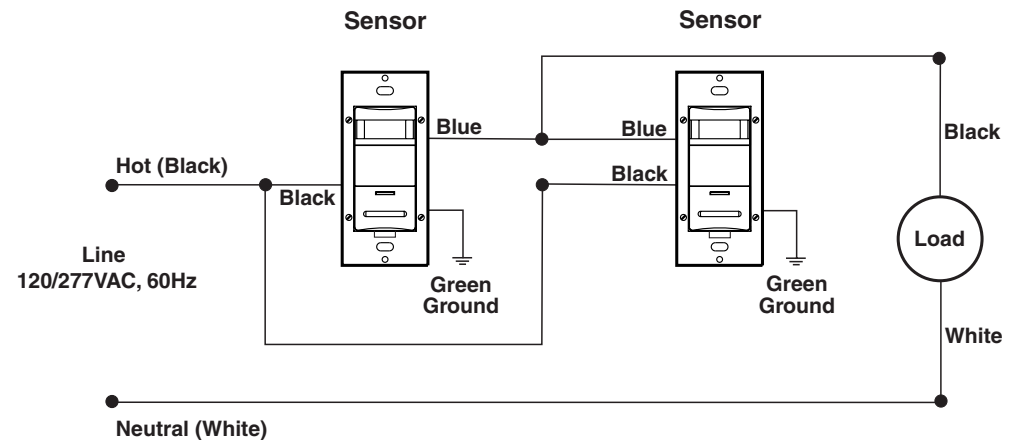 Sensor
Sensor
Blue
Blue
Black
Hot (Black)
Black
Black
Line
120/277VAC, 60Hz
Load
Green
Ground
Green
Ground
White
Neutral (White)